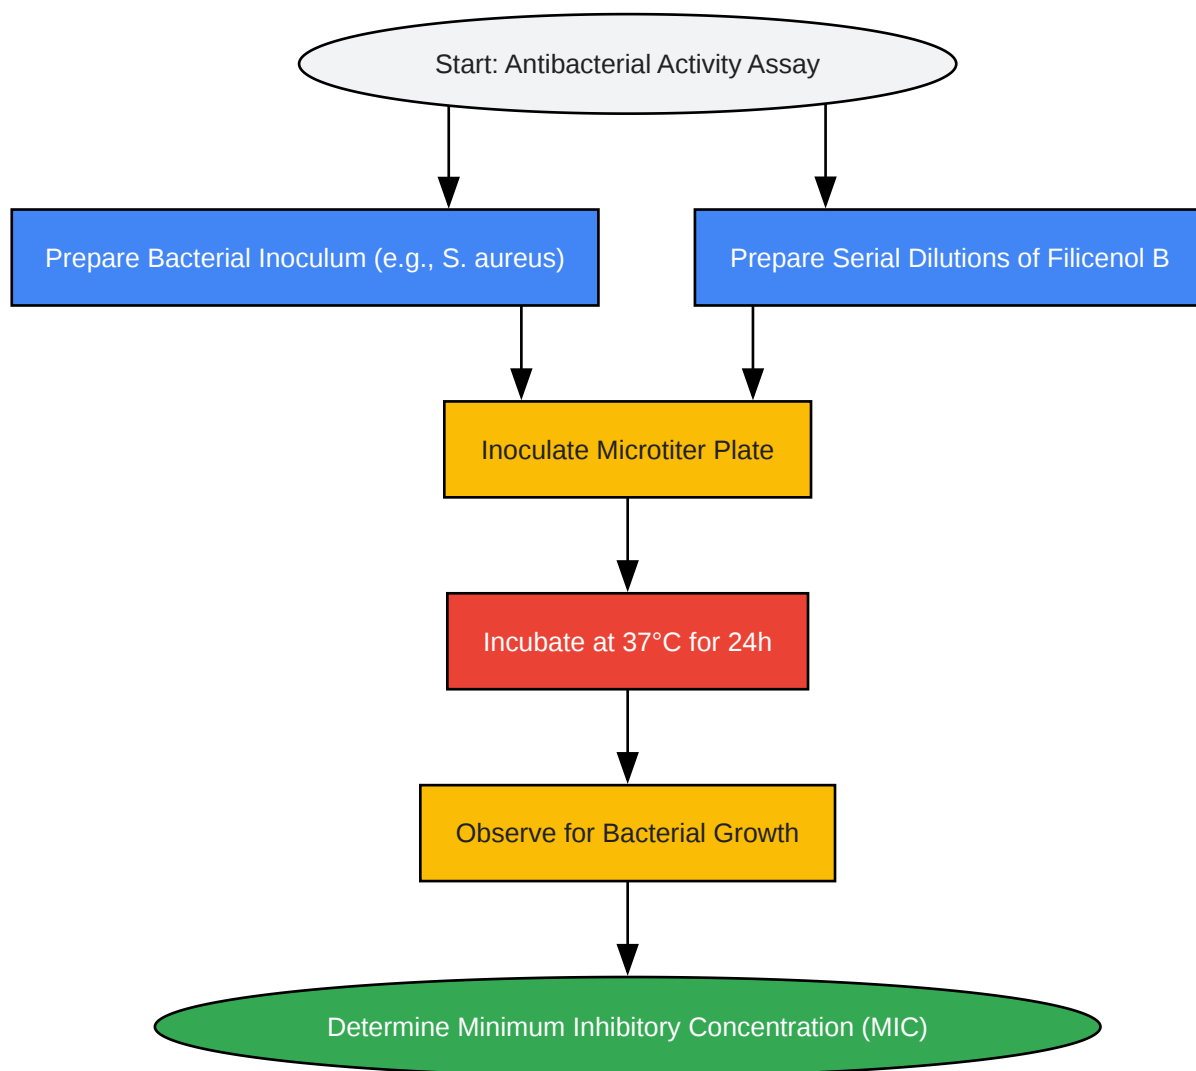 Start: Antibacterial Activity Assay
Prepare Bacterial Inoculum (e.g., S. aureus)
Prepare Serial Dilutions of Filicenol B
Inoculate Microtiter Plate
Incubate at 37°C for 24h
Observe for Bacterial Growth
Determine Minimum Inhibitory Concentration (MIC)